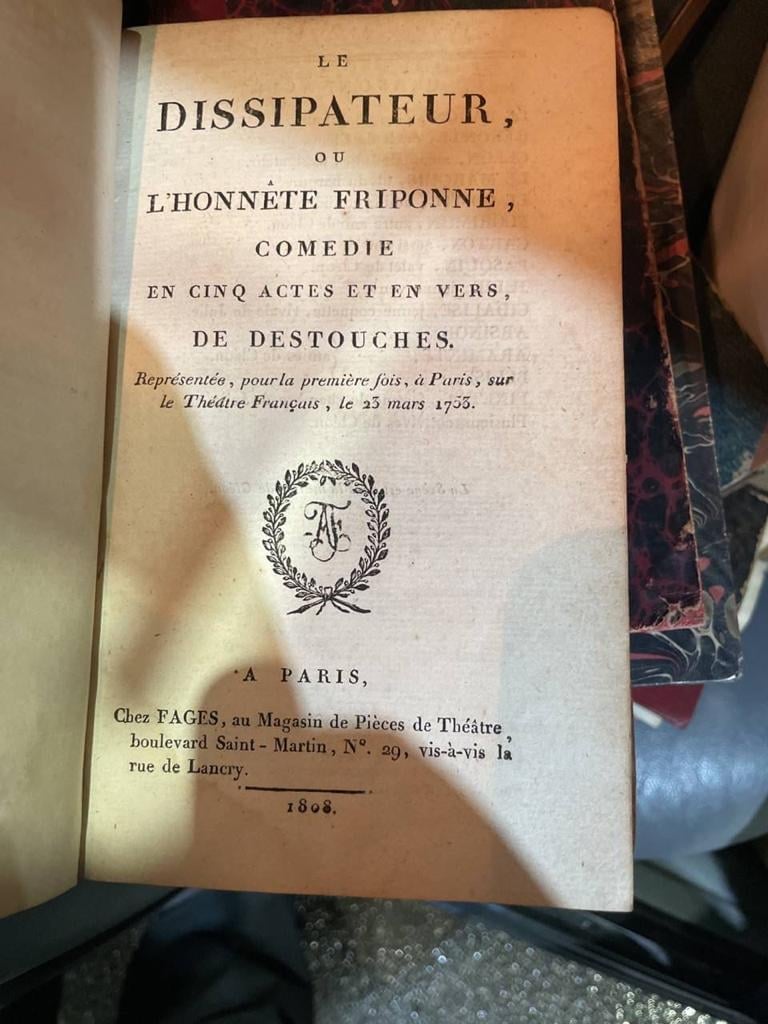 LE
DISSIPATEUR,
OU
L'HONNÊTE FRIPONNE,
COMEDIE
EN CINQ ACTES ET EN VERS,
DE DESTOUCHES.
Représentée, pour la première fois, à Paris, sur
le Théâtre Français, le 23 mars 1753.
AF
A PARIS,
Chez FAGES, au Magasin de Pièces de Théâtre,
boulevard Saint-Martin, N°. 29, vis-à-vis la
rue de Lancry.
1808.